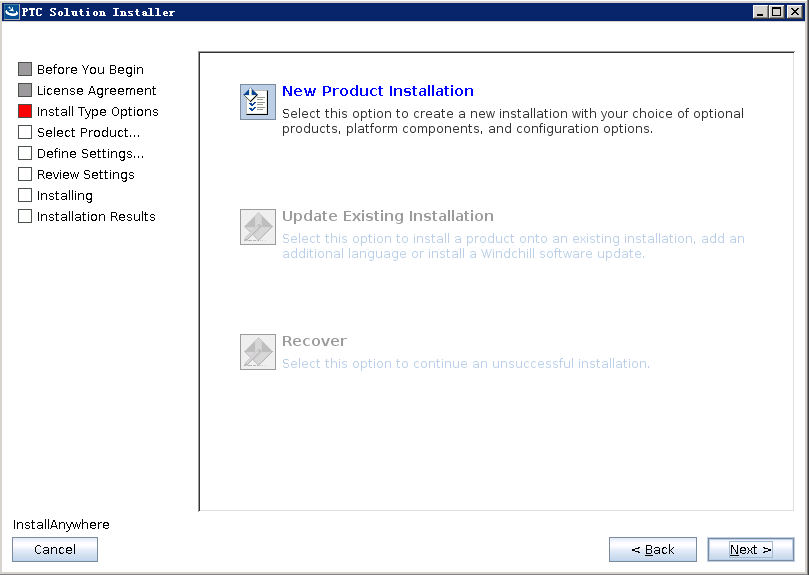 PTC Solution Installer
Before You Begin
License Agreement
Install Type Options
Select Product...
Define Settings...
Review Settings
Installing
Installation Results
New Product Installation
Select this option to create a new installation with your choice of optional
products, platform components, and configuration options.
Update Existing Installation
Select this option to install a product onto an existing installation, add an
additional language or install a Windchill software update.
Recover
Select this option to continue an unsuccessful installation.
InstallAnywhere
Cancel
< Back
Next >